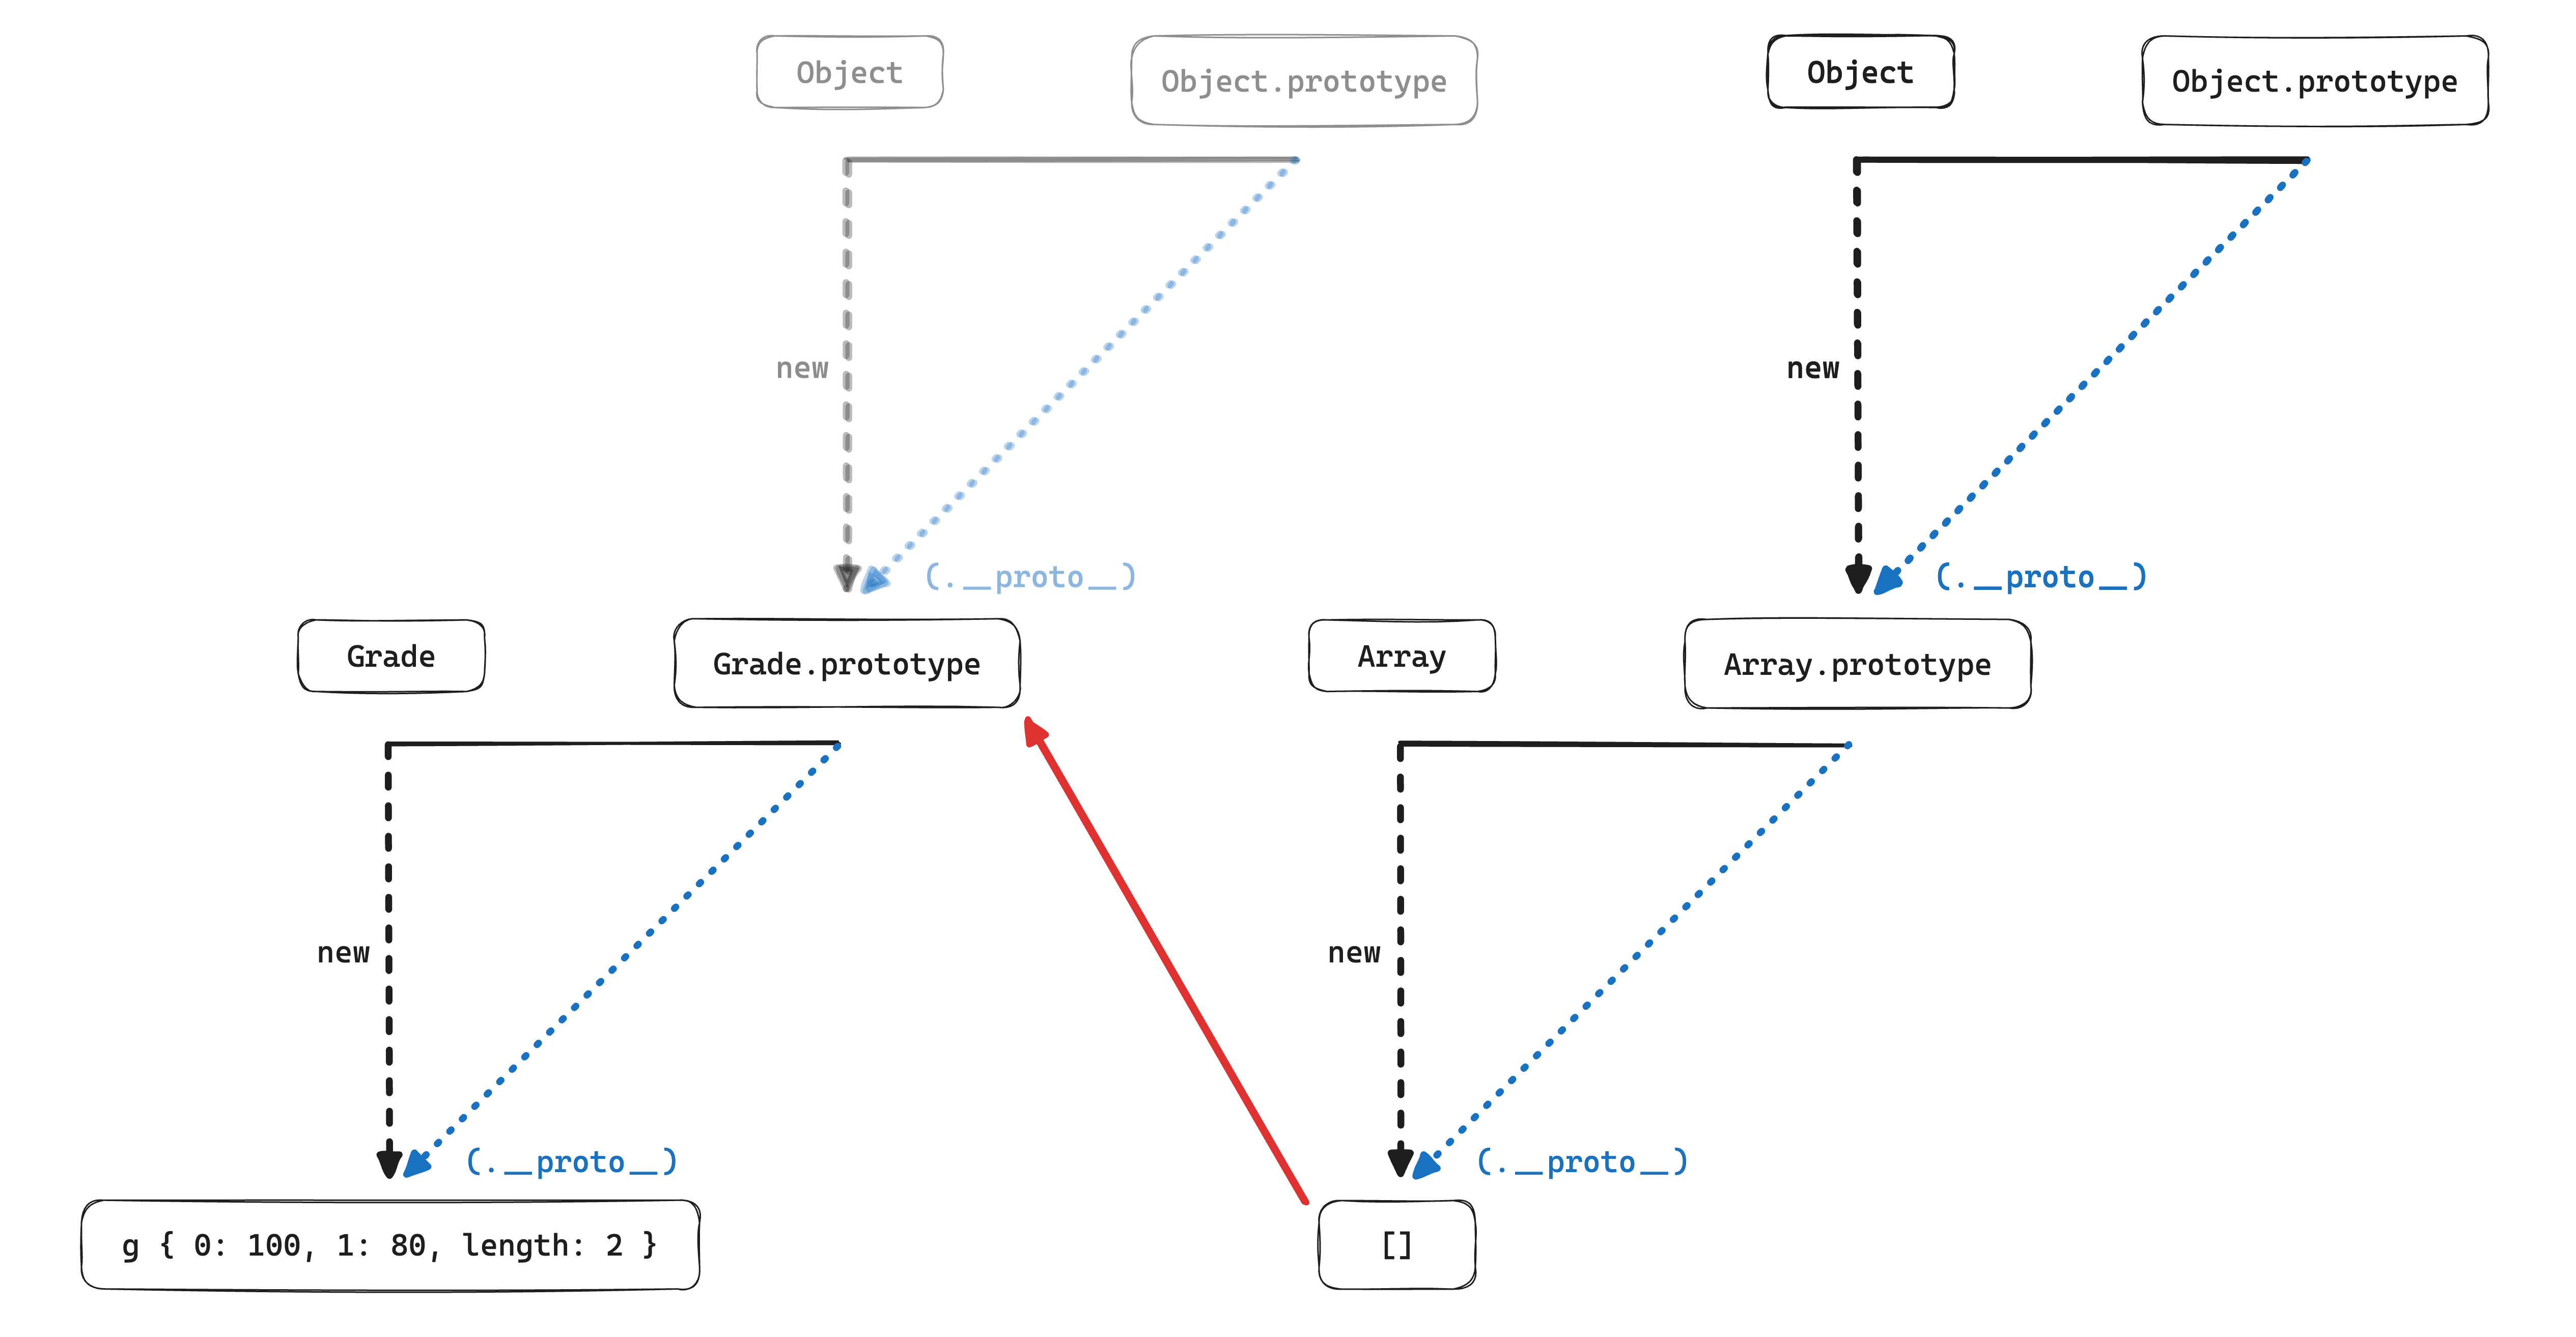 Object
Object.prototype
Object
Object.prototype
new
new
(.__proto__)
(.__proto__)
Grade
Grade.prototype
Array
Array.prototype
new
new
(.__proto__)
(.__proto__)
g { 0: 100, 1: 80, length: 2 }
[]